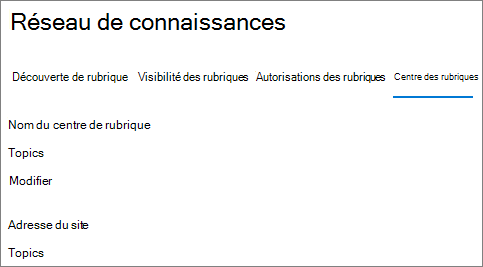 Réseau de connaissances
Découverte de rubrique Visibilité des rubriques Autorisations des rubriques Centre des rubriques
Nom du centre de rubrique
Topics
Modifier
Adresse du site
Topics